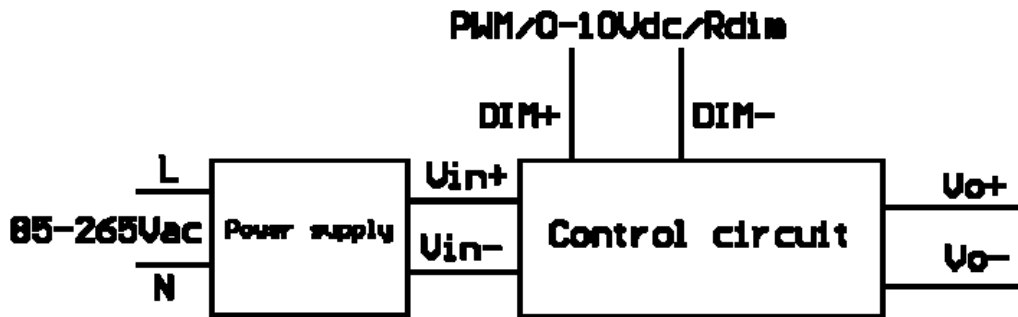 PWM/0-10Vdc/Rdim
DIM+ DIM-
L
Vin+
Vo+
85-265Vac
Power supply
Control circuit
Vin-
Vo-
N